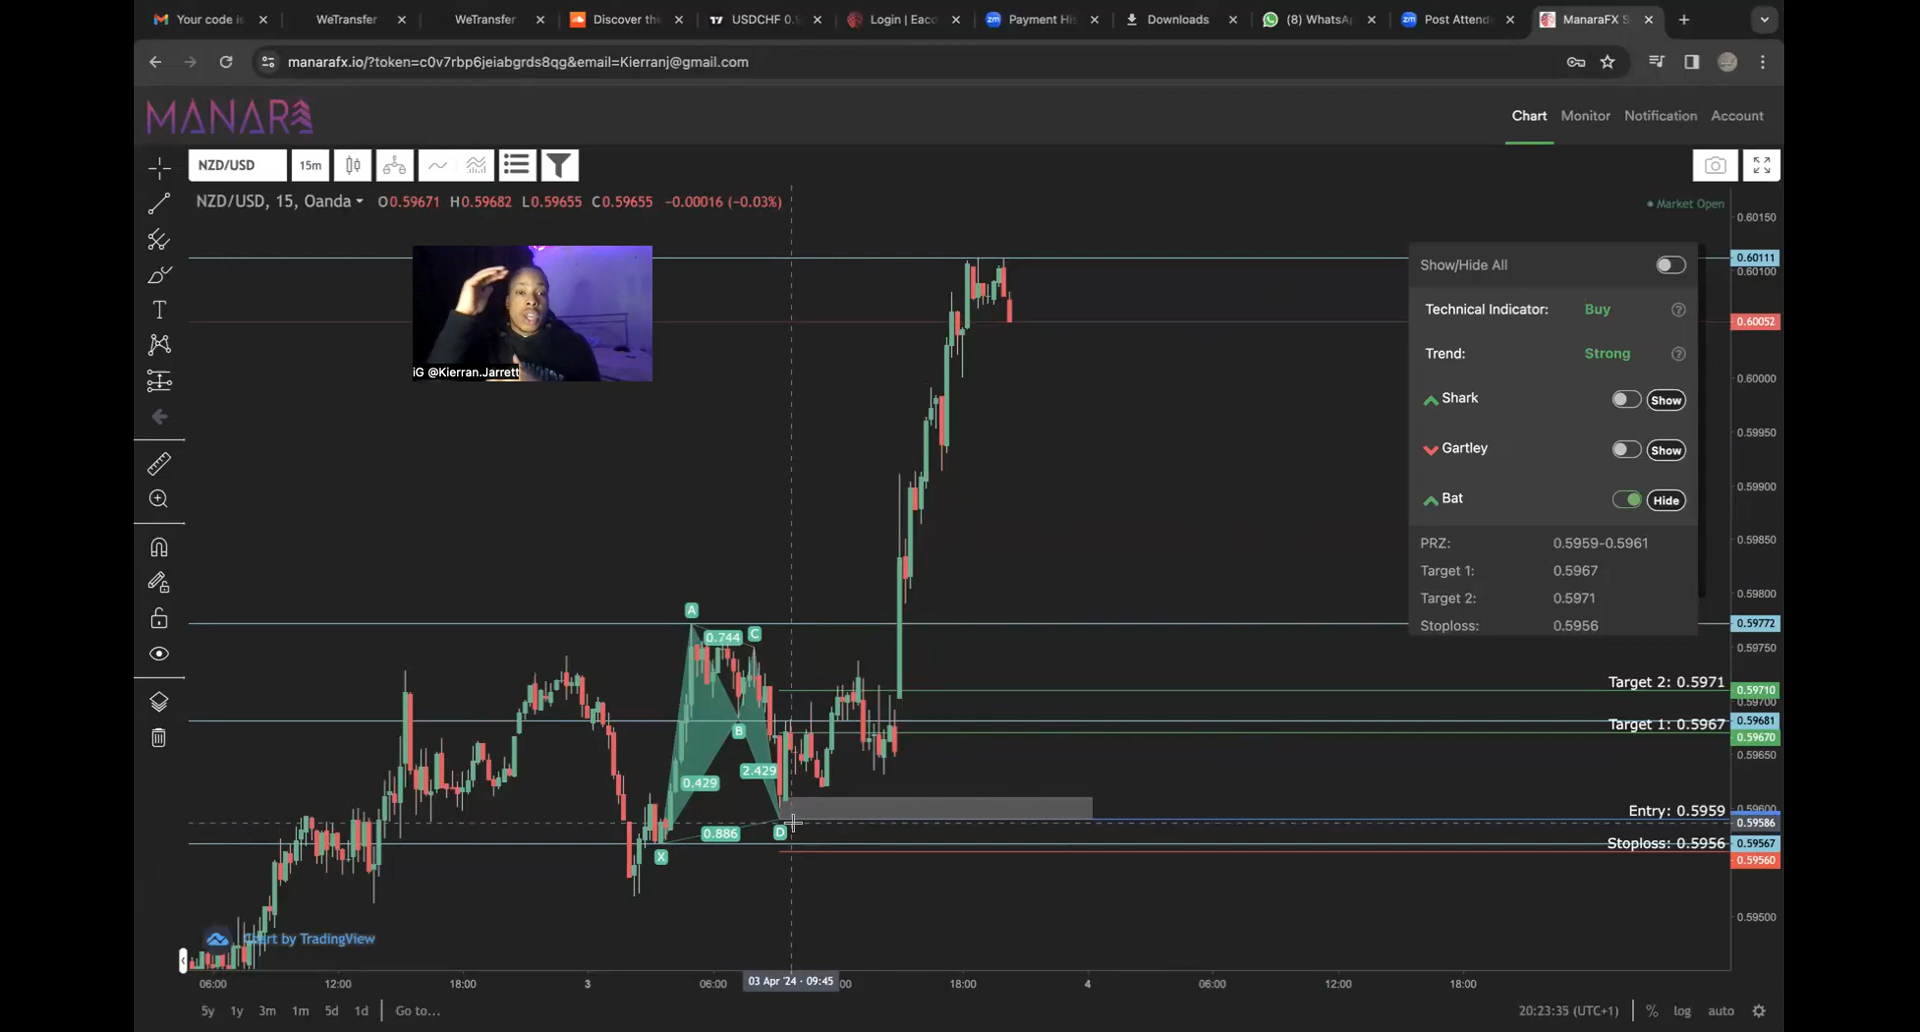 Your code is
WeTransfer
WeTransfer
Discover the
USDCHF 0.8
Login | Eaco
Payment His
Downloads
(8) WhatsAp
Post Attend
ManaraFX S
manarafx.io/?token=c0v7rbp6jeiabgrds8qg&email=Kierranj@gmail.com
MANARA
Chart
Monitor
Notification
Account
NZD/USD
15m
NZD/USD, 15, Oanda
O0.59671 H0.59682 L0.59655 C0.59655 -0.00016 (-0.03%)
Market Open
0.60150
0.60111
0.60100
0.60052
0.60000
0.59950
0.59900
0.59850
0.59800
0.59772
0.59750
0.59710
0.59700
0.59681
0.59670
0.59650
0.59600
0.59586
0.59567
0.59560
0.59500
iG @Kierran.Jarrett
Show/Hide All
Technical Indicator: Buy
Trend: Strong
Shark Show
Gartley Show
Bat Hide
PRZ: 0.5959-0.5961
Target 1: 0.5967
Target 2: 0.5971
Stoploss: 0.5956
A
0.744
C
B
2.429
0.429
0.886
D
X
Target 2: 0.5971
Target 1: 0.5967
Entry: 0.5959
Stoploss: 0.5956
Chart by TradingView
06:00
12:00
18:00
3
06:00
03 Apr '24 · 09:45
:00
18:00
4
06:00
12:00
18:00
5y 1y 3m 1m 5d 1d Go to...
20:23:35 (UTC+1) % log auto